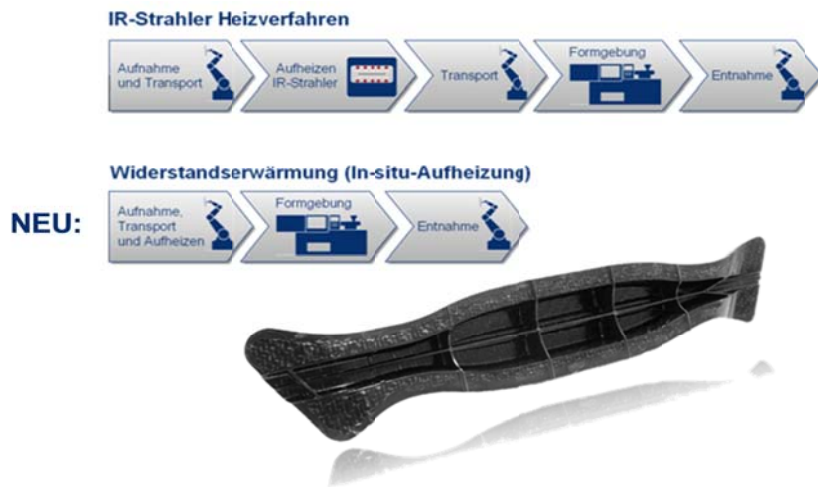 IR-Strahler Heizverfahren
Aufnahme
und Transport
Aufheizen
IR-Strahler
Transport
Formgebung
Entnahme
Widerstandserwärmung (In-situ-Aufheizung)
NEU:
Aufnahme,
Transport
und Aufheizen
Formgebung
Entnahme